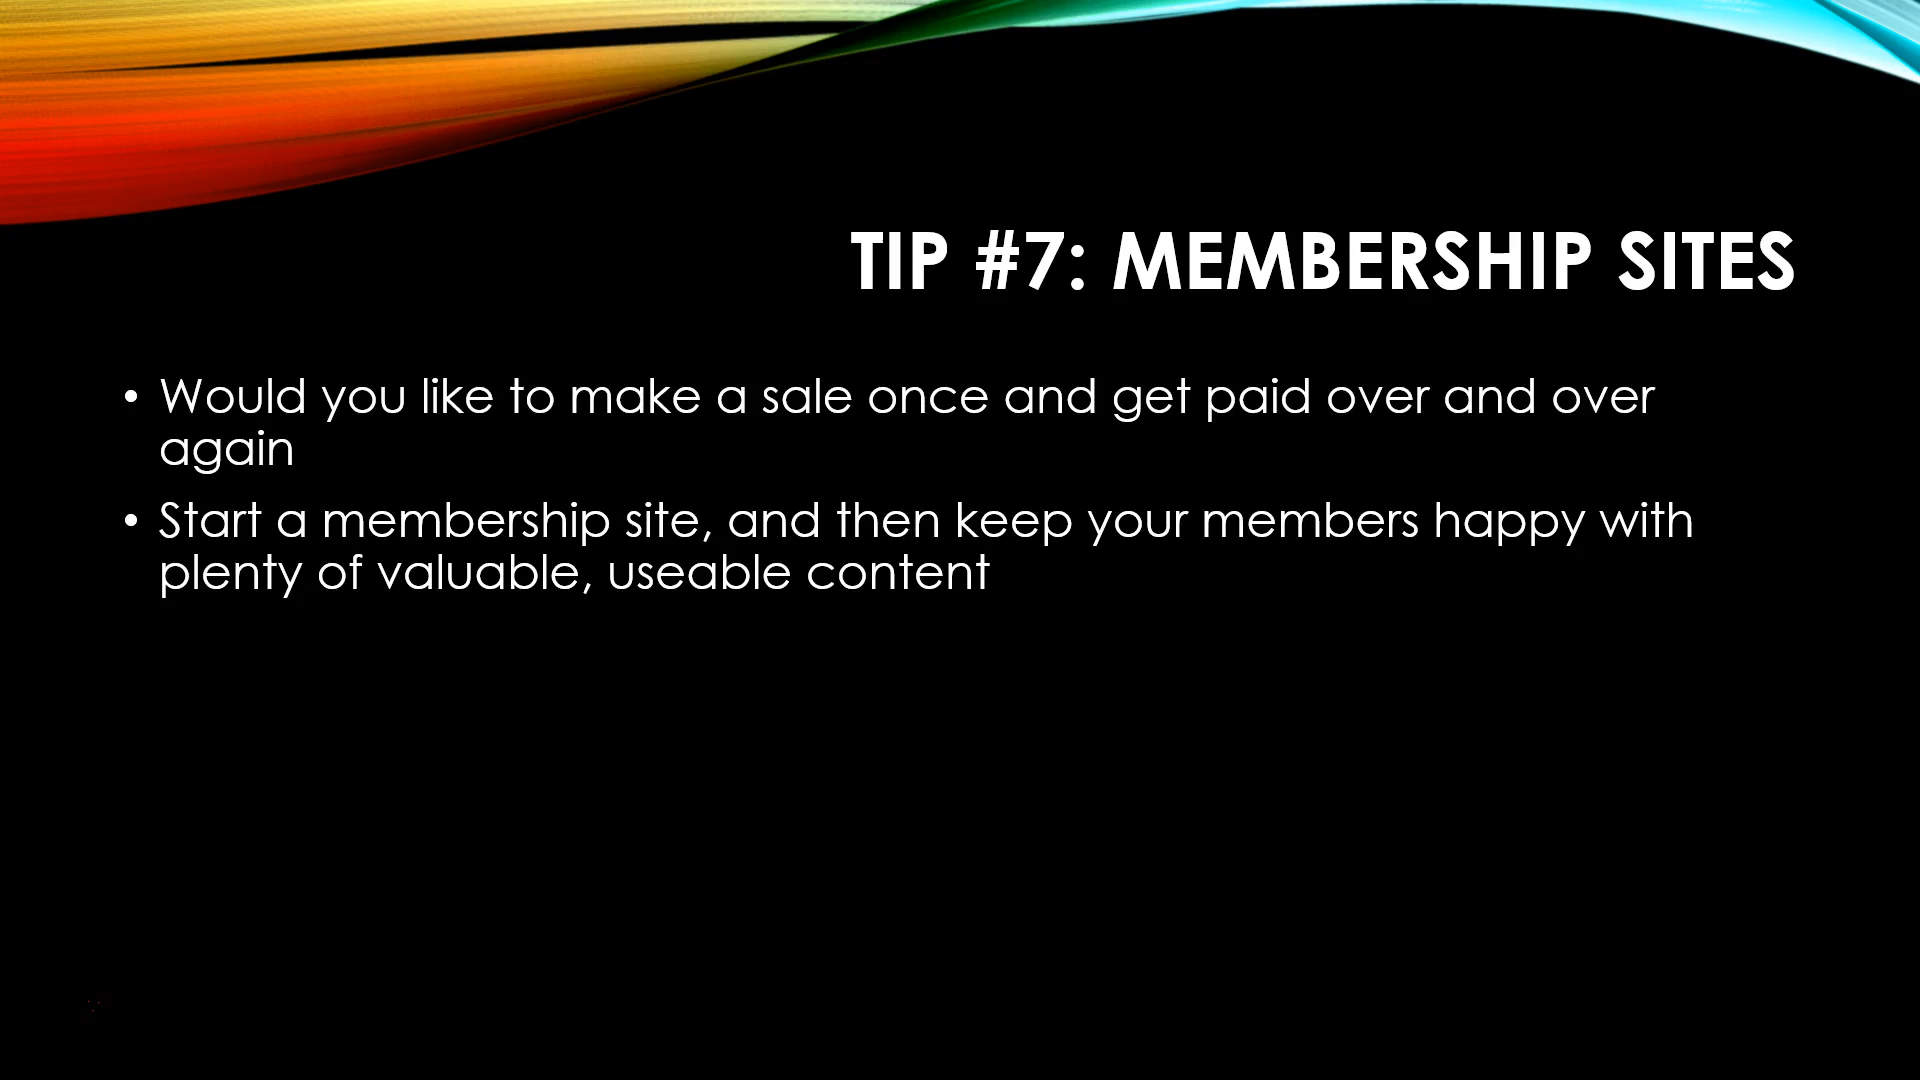 TIP #7: MEMBERSHIP SITES
• Would you like to make a sale once and get paid over and over
again
• Start a membership site, and then keep your members happy with
plenty of valuable, useable content